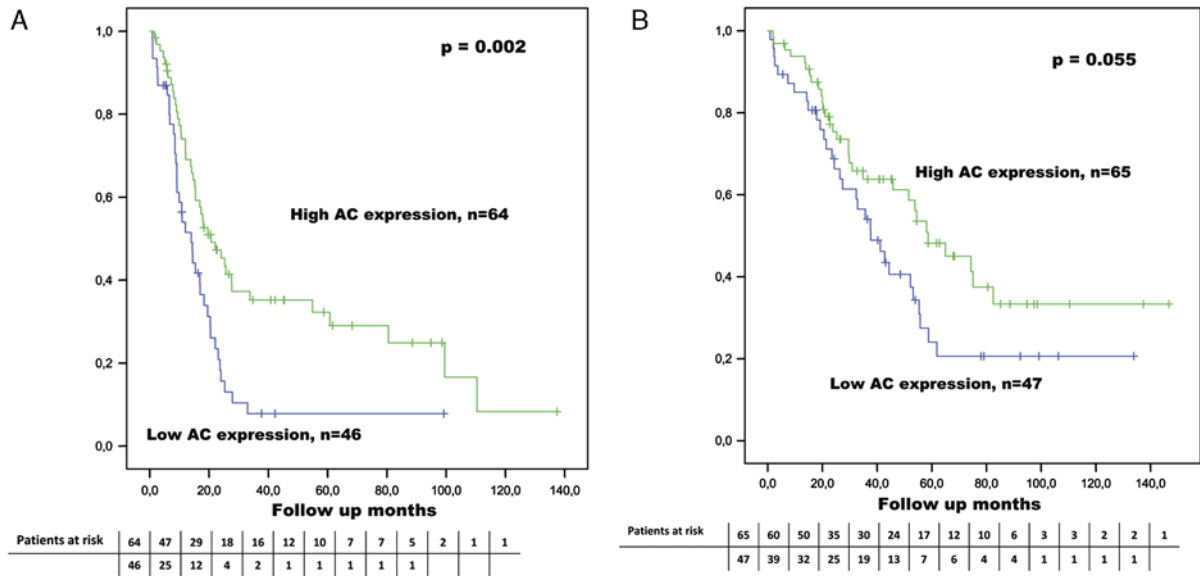 A
p = 0.002
1,0
0,8
0,6
0,4
0,2
0,0
High AC expression, n=64
Low AC expression, n=46
0,0 20,0 40,0 60,0 80,0 100,0 120,0 140,0
Follow up months
Patients at risk 64 47 29 18 16 12 10 7 7 5 2 1 1
46 25 12 4 2 1 1 1 1 1
B
p = 0.055
1,0
0,8
0,6
0,4
0,2
0,0
High AC expression, n=65
Low AC expression, n=47
0,0 20,0 40,0 60,0 80,0 100,0 120,0 140,0
Follow up months
Patients at risk 65 60 50 35 30 24 17 12 10 6 3 3 2 2 1
47 39 32 25 19 13 7 6 4 4 1 1 1 1